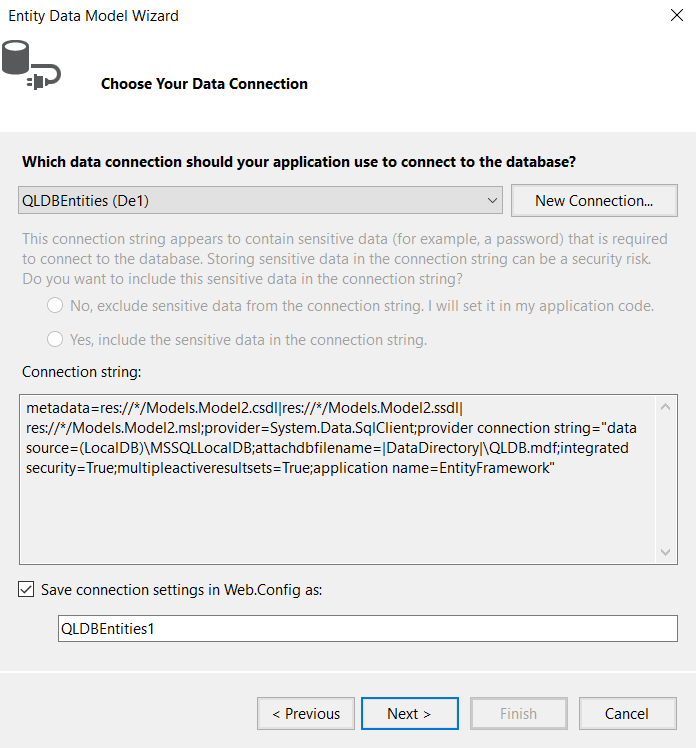 Entity Data Model Wizard
Choose Your Data Connection
Which data connection should your application use to connect to the database?
QLDBEntities (De1)
New Connection...
This connection string appears to contain sensitive data (for example, a password) that is required
to connect to the database. Storing sensitive data in the connection string can be a security risk.
Do you want to include this sensitive data in the connection string?
No, exclude sensitive data from the connection string. I will set it in my application code.
Yes, include the sensitive data in the connection string.
Connection string:
metadata=res://*/Models.Model2.csdl|res://*/Models.Model2.ssdl|
res://*/Models.Model2.msl;provider=System.Data.SqlClient;provider connection string="data
source=(LocalDB)\MSSQLLocalDB;attachdbfilename=|DataDirectory|\QLDB.mdf;integrated
security=True;multipleactiveresultsets=True;application name=EntityFramework"
Save connection settings in Web.Config as:
QLDBEntities1
< Previous
Next >
Finish
Cancel